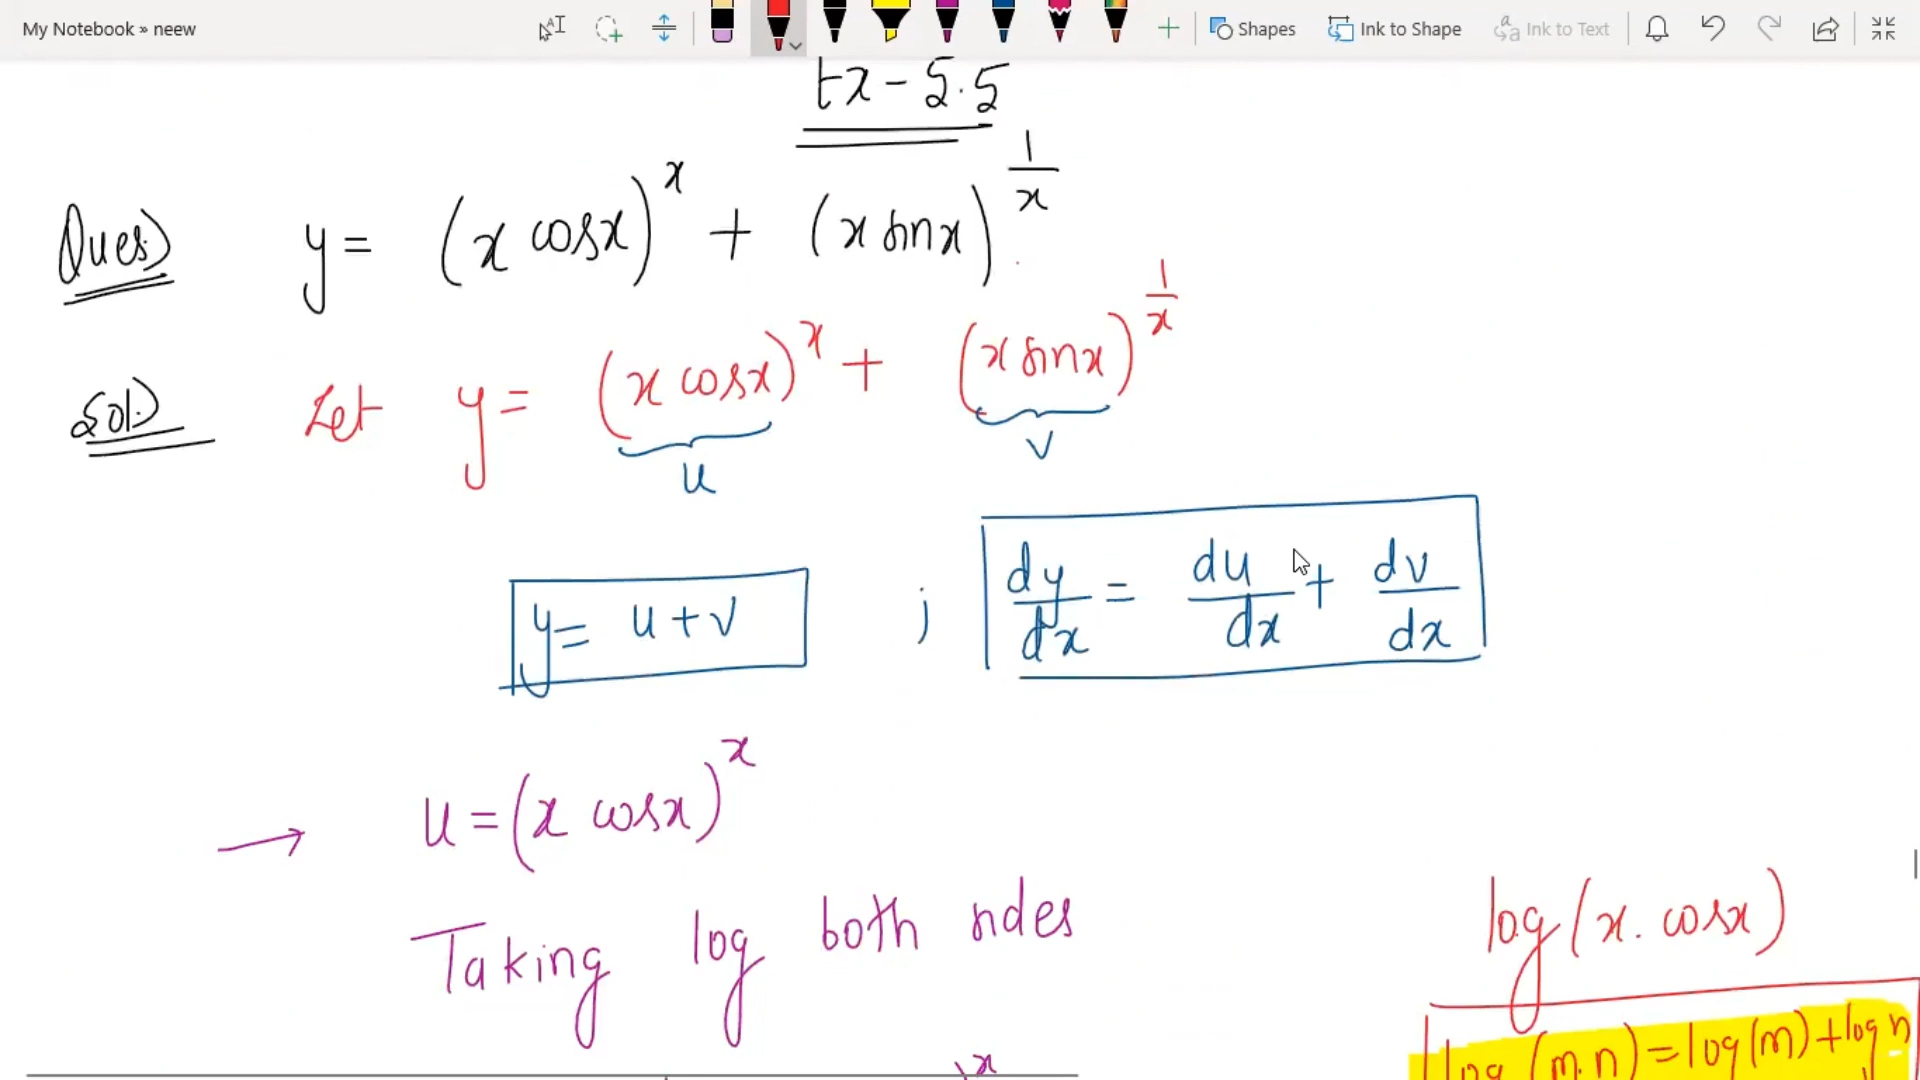 My Notebook » neew
Shapes Ink to Shape Ink to Text
Ex - 5.5
Ques) y = (x cosx)^x + (x sinx)^(1/x)
Sol) Let y = (x cosx)^x + (x sinx)^(1/x)
u v
y = u + v ; dy/dx = du/dx + dv/dx
→ u = (x cosx)^x
Taking log both sides
log (x. cosx)
log (m.n) = log(m) + log n
x